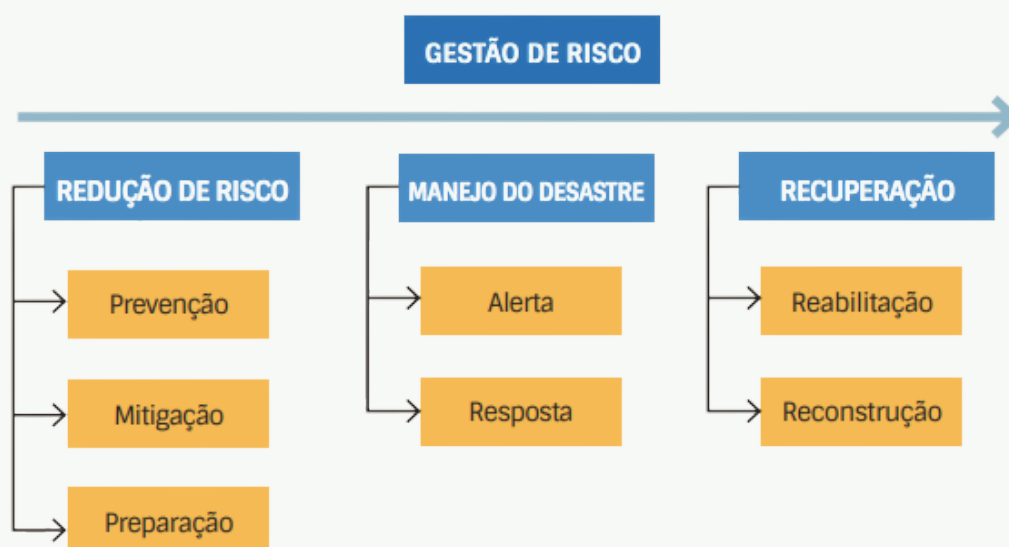 GESTÃO DE RISCO
REDUÇÃO DE RISCO
Prevenção
Mitigação
Preparação
MANEJO DO DESASTRE
Alerta
Resposta
RECUPERAÇÃO
Reabilitação
Reconstrução